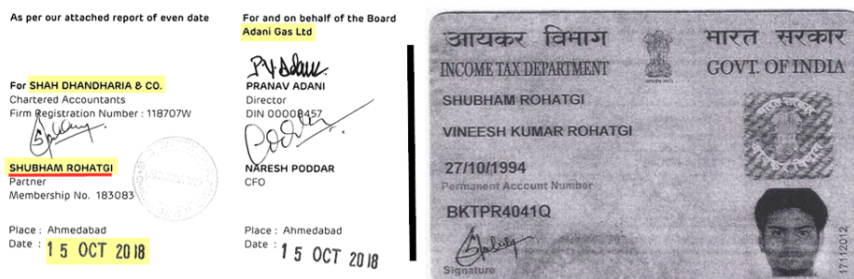 As per our attached report of even date
For SHAH DHANDHARIA & CO.
Chartered Accountants
Firm Registration Number : 118707W
SHUBHAM ROHATGI
Partner
Membership No. 183083
Place : Ahmedabad
Date : 15 OCT 2018
For and on behalf of the Board
Adani Gas Ltd
PRANAV ADANI
Director
DIN 00008457
NARESH PODDAR
CFO
Place : Ahmedabad
Date : 15 OCT 2018
आयकर विभाग
INCOME TAX DEPARTMENT
भारत सरकार
GOVT. OF INDIA
SHUBHAM ROHATGI
VINEESH KUMAR ROHATGI
27/10/1994
Permanent Account Number
BKTPR4041Q
Signature
17112012